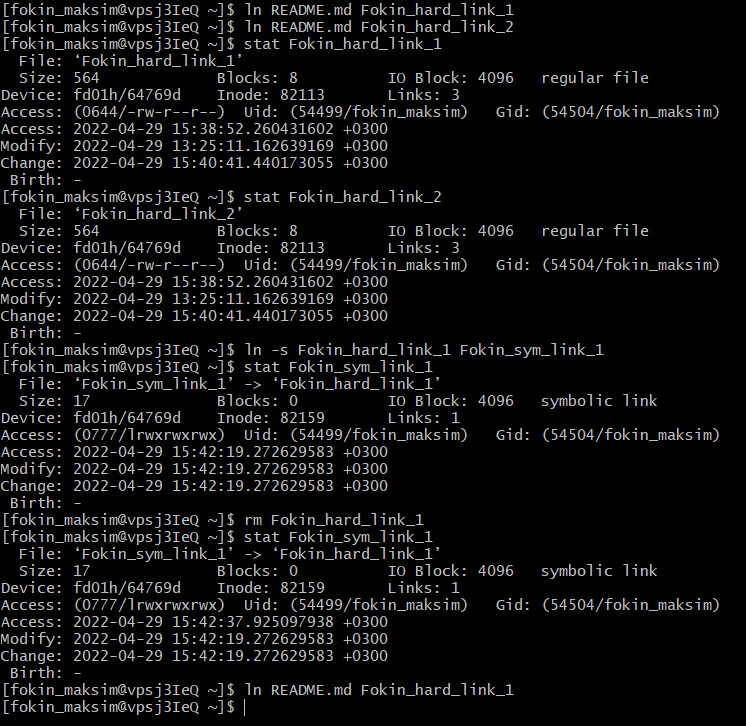 [fokin_maksim@vpsj3IeQ ~]$ ln README.md Fokin_hard_link_1
[fokin_maksim@vpsj3IeQ ~]$ ln README.md Fokin_hard_link_2
[fokin_maksim@vpsj3IeQ ~]$ stat Fokin_hard_link_1
  File: ‘Fokin_hard_link_1’
  Size: 564             Blocks: 8          IO Block: 4096   regular file
Device: fd01h/64769d    Inode: 82113       Links: 3
Access: (0644/-rw-r--r--)  Uid: (54499/fokin_maksim)   Gid: (54504/fokin_maksim)
Access: 2022-04-29 15:38:52.260431602 +0300
Modify: 2022-04-29 13:25:11.162639169 +0300
Change: 2022-04-29 15:40:41.440173055 +0300
 Birth: -
[fokin_maksim@vpsj3IeQ ~]$ stat Fokin_hard_link_2
  File: ‘Fokin_hard_link_2’
  Size: 564             Blocks: 8          IO Block: 4096   regular file
Device: fd01h/64769d    Inode: 82113       Links: 3
Access: (0644/-rw-r--r--)  Uid: (54499/fokin_maksim)   Gid: (54504/fokin_maksim)
Access: 2022-04-29 15:38:52.260431602 +0300
Modify: 2022-04-29 13:25:11.162639169 +0300
Change: 2022-04-29 15:40:41.440173055 +0300
 Birth: -
[fokin_maksim@vpsj3IeQ ~]$ ln -s Fokin_hard_link_1 Fokin_sym_link_1
[fokin_maksim@vpsj3IeQ ~]$ stat Fokin_sym_link_1
  File: ‘Fokin_sym_link_1’ -> ‘Fokin_hard_link_1’
  Size: 17              Blocks: 0          IO Block: 4096   symbolic link
Device: fd01h/64769d    Inode: 82159       Links: 1
Access: (0777/lrwxrwxrwx)  Uid: (54499/fokin_maksim)   Gid: (54504/fokin_maksim)
Access: 2022-04-29 15:42:19.272629583 +0300
Modify: 2022-04-29 15:42:19.272629583 +0300
Change: 2022-04-29 15:42:19.272629583 +0300
 Birth: -
[fokin_maksim@vpsj3IeQ ~]$ rm Fokin_hard_link_1
[fokin_maksim@vpsj3IeQ ~]$ stat Fokin_sym_link_1
  File: ‘Fokin_sym_link_1’ -> ‘Fokin_hard_link_1’
  Size: 17              Blocks: 0          IO Block: 4096   symbolic link
Device: fd01h/64769d    Inode: 82159       Links: 1
Access: (0777/lrwxrwxrwx)  Uid: (54499/fokin_maksim)   Gid: (54504/fokin_maksim)
Access: 2022-04-29 15:42:37.925097938 +0300
Modify: 2022-04-29 15:42:19.272629583 +0300
Change: 2022-04-29 15:42:19.272629583 +0300
 Birth: -
[fokin_maksim@vpsj3IeQ ~]$ ln README.md Fokin_hard_link_1
[fokin_maksim@vpsj3IeQ ~]$